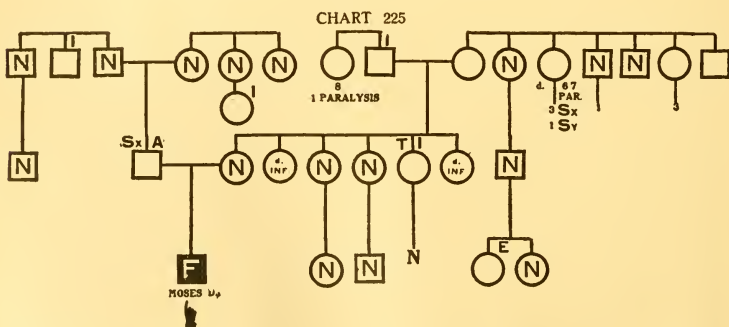 CHART 225
N I N N N N I N d. 67 N N
8 PAR.
1 PARALYSIS I 3 Sx 3
1 Sy
Sx A T I
N N d. INF N N d. INF N
F N N N E
MOSES N